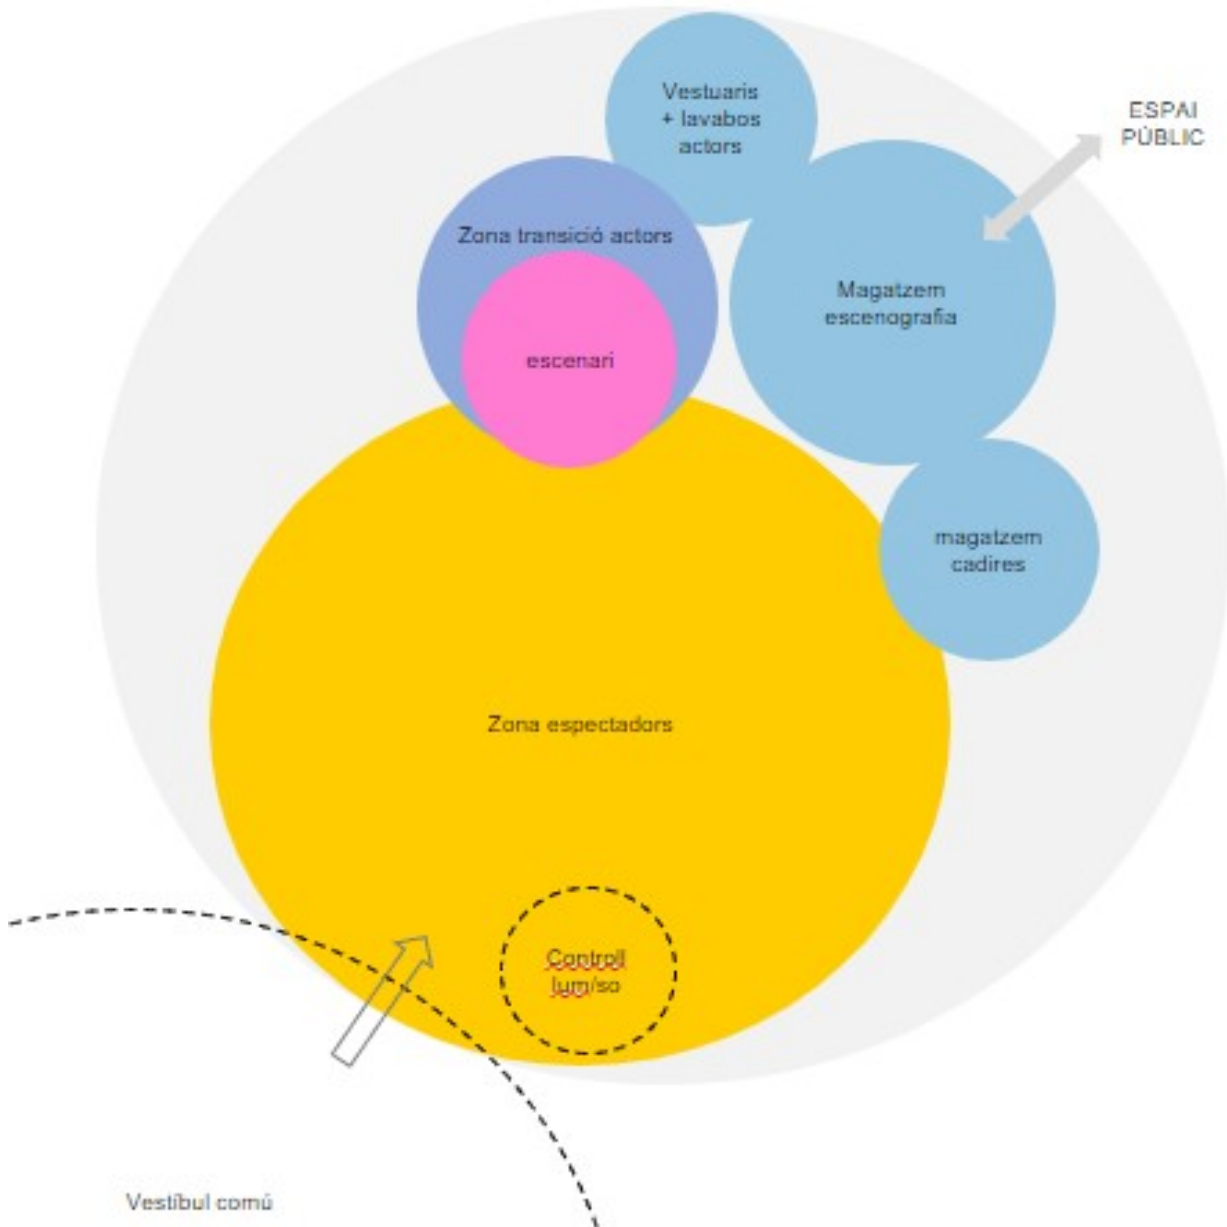 Vestuaris
+ lavabos
actors
ESPAI
PÚBLIC
Zona transició actors
Magatzem
escenografia
escenari
magatzem
cadires
Zona espectadors
Controll
lum/so
Vestíbul comú